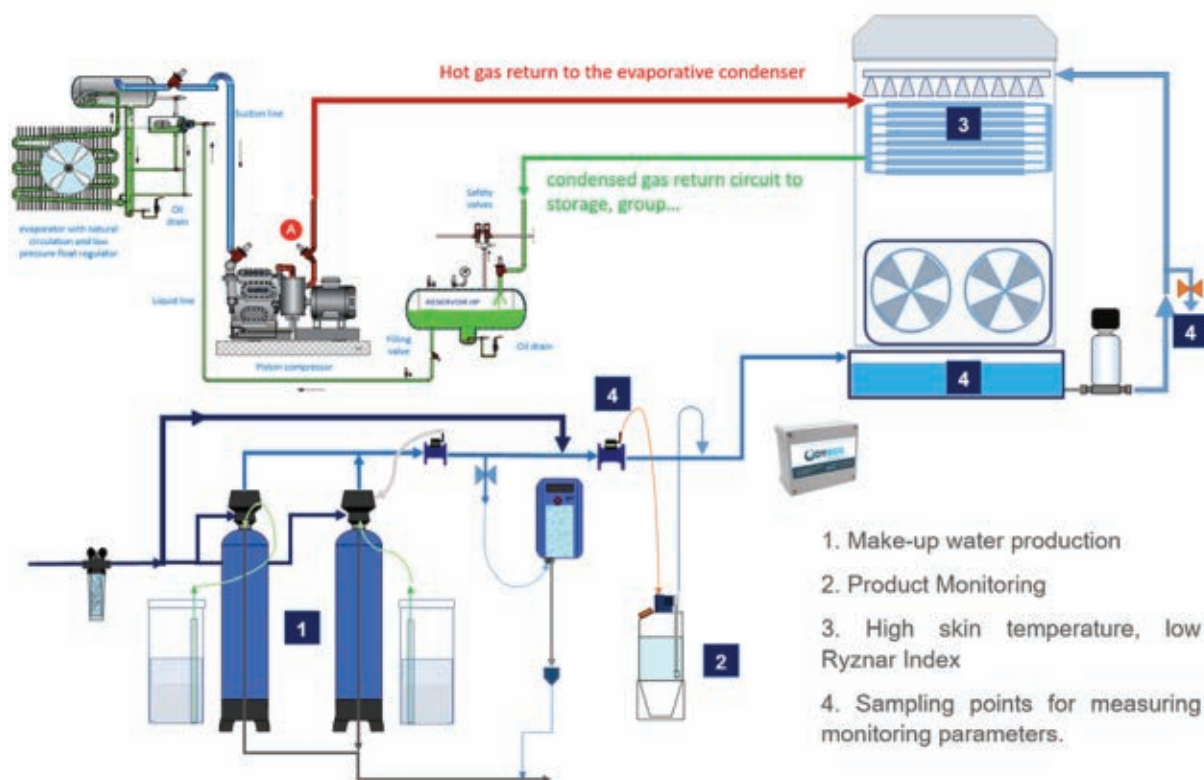 Hot gas return to the evaporative condenser
Suction line
3
condensed gas return circuit to
storage, group...
Safety
valves
Oil
drain
evaporator with natural
circulation and low
pressure float regulator
A
Liquid line
RESERVOIR HP
4
Filling
valve
Oil drain
Piston compressor
4
4
1
2
1. Make-up water production
2. Product Monitoring
3. High skin temperature, low
Ryznar Index
4. Sampling points for measuring
monitoring parameters.